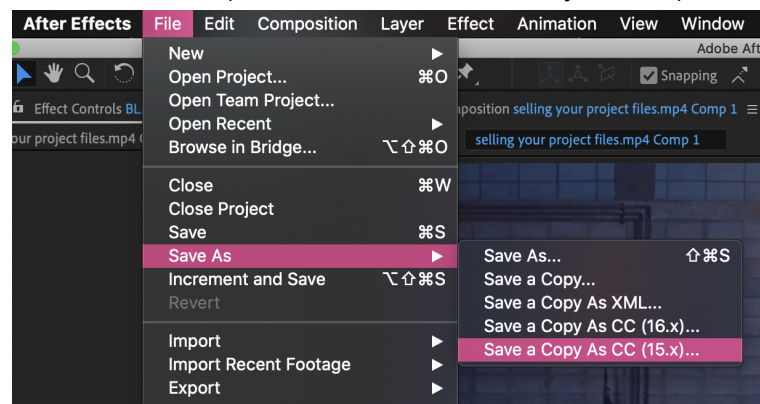 After Effects File Edit Composition Layer Effect Animation View Window
Adobe Aft
Snapping
Effect Controls BL
position selling your project files.mp4 Comp 1
our project files.mp4
selling your project files.mp4 Comp 1
New
Open Project... ⌘O
Open Team Project...
Open Recent
Browse in Bridge... ⌥⇧⌘O
Close ⌘W
Close Project
Save ⌘S
Save As
Increment and Save ⌥⇧⌘S
Revert
Import
Import Recent Footage
Export
Save As... ⇧⌘S
Save a Copy...
Save a Copy As XML...
Save a Copy As CC (16.x)...
Save a Copy As CC (15.x)...